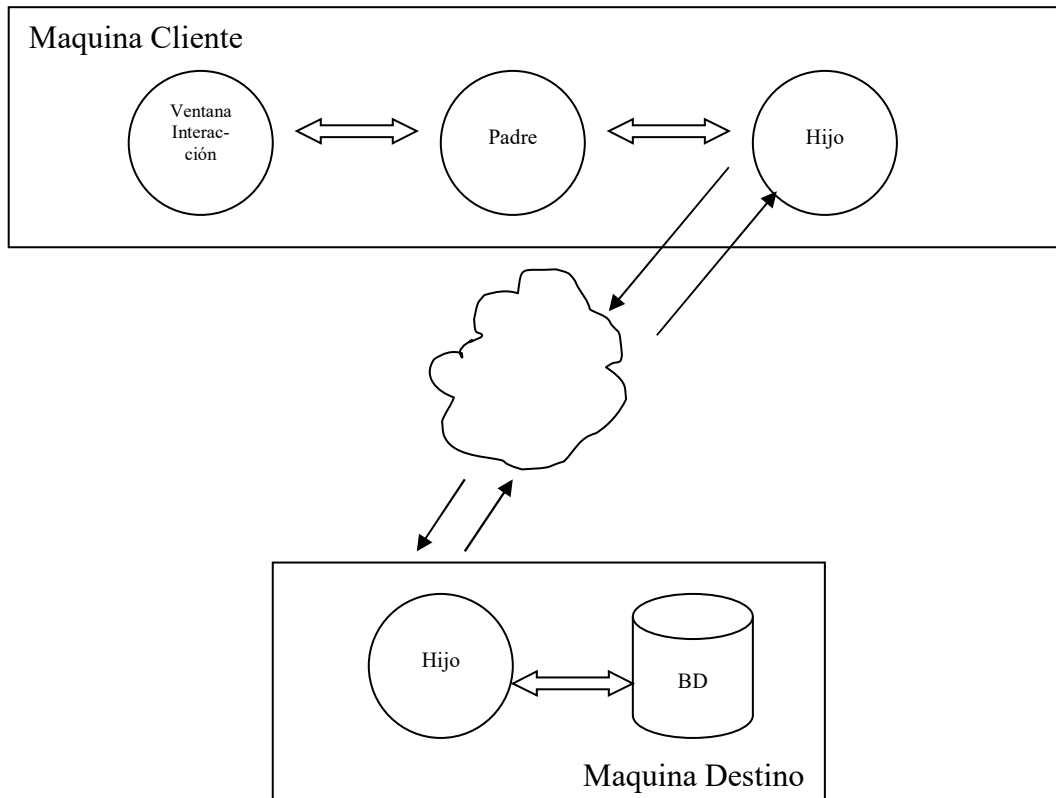 Maquina Cliente
Ventana
Interac-
ción
Padre
Hijo
Hijo
BD
Maquina Destino